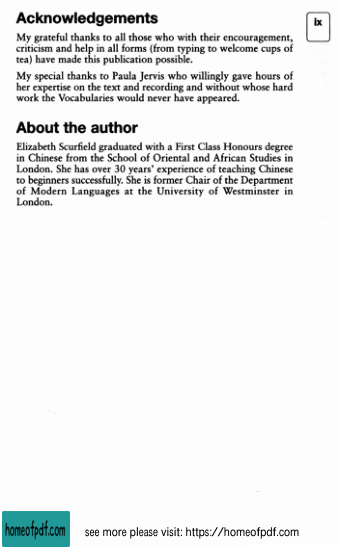 Acknowledgements
ix
My grateful thanks to all those who with their encouragement,
criticism and help in all forms (from typing to welcome cups of
tea) have made this publication possible.
My special thanks to Paula Jervis who willingly gave hours of
her expertise on the text and recording and without whose hard
work the Vocabularies would never have appeared.
About the author
Elizabeth Scurfield graduated with a First Class Honours degree
in Chinese from the School of Oriental and African Studies in
London. She has over 30 years' experience of teaching Chinese
to beginners successfully. She is former Chair of the Department
of Modern Languages at the University of Westminster in
London.
homeofpdf.com
see more please visit: https://homeofpdf.com